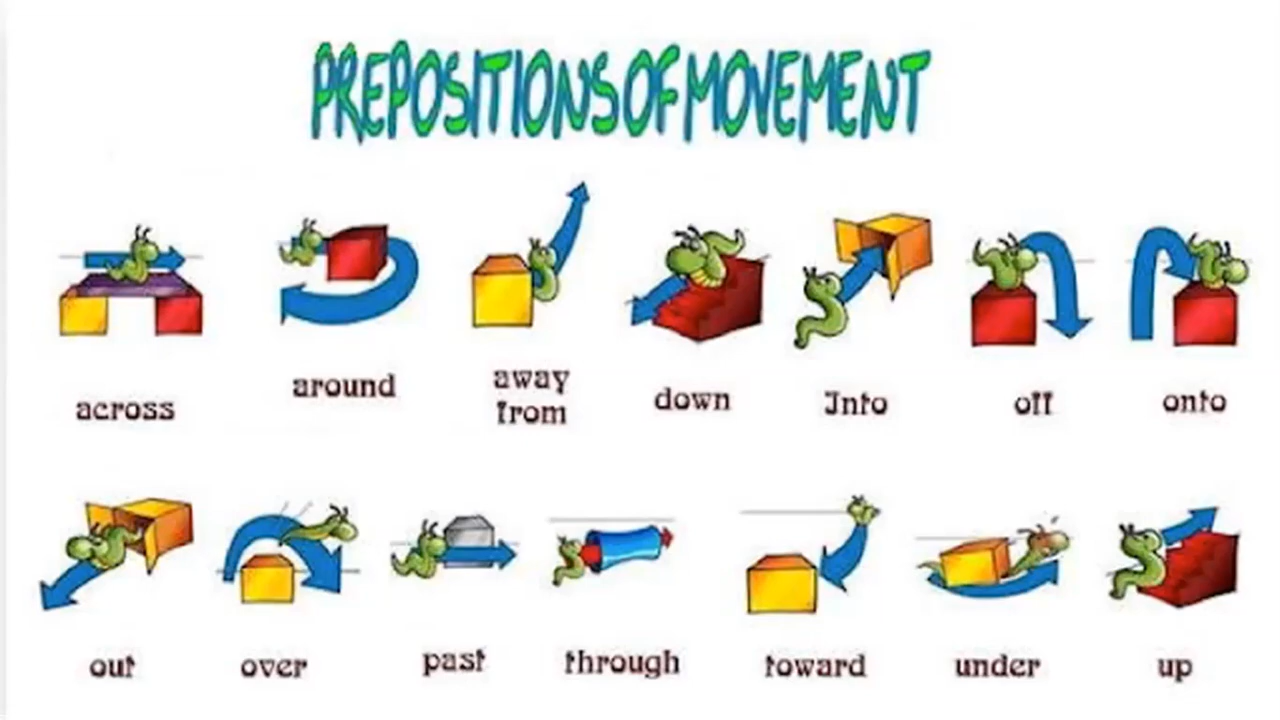 PREPOSITIONS OF MOVEMENT
across
around
away
from
down
Into
off
onto
out
over
past
through
toward
under
up